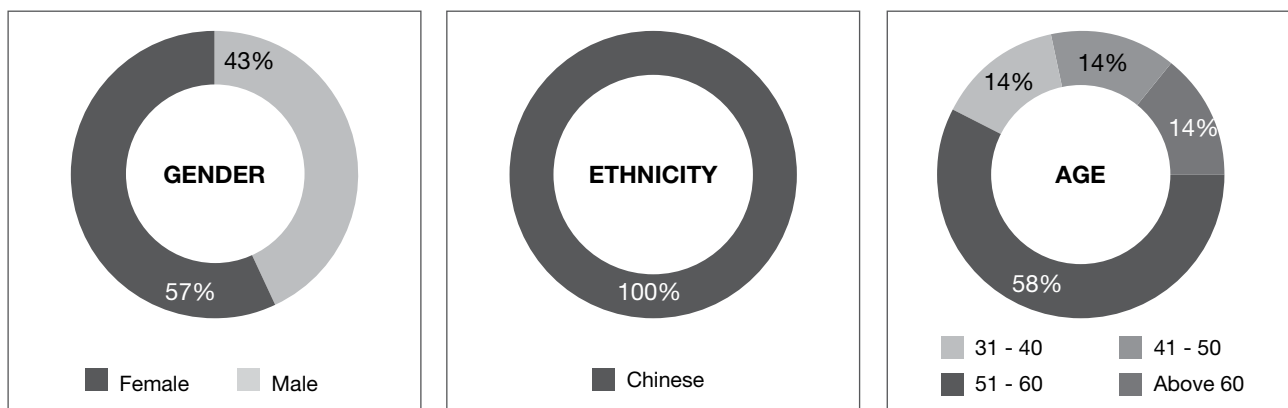 43%
GENDER
57%
Female
Male
ETHNICITY
100%
Chinese
14%
14%
14%
AGE
58%
31 - 40
41 - 50
51 - 60
Above 60